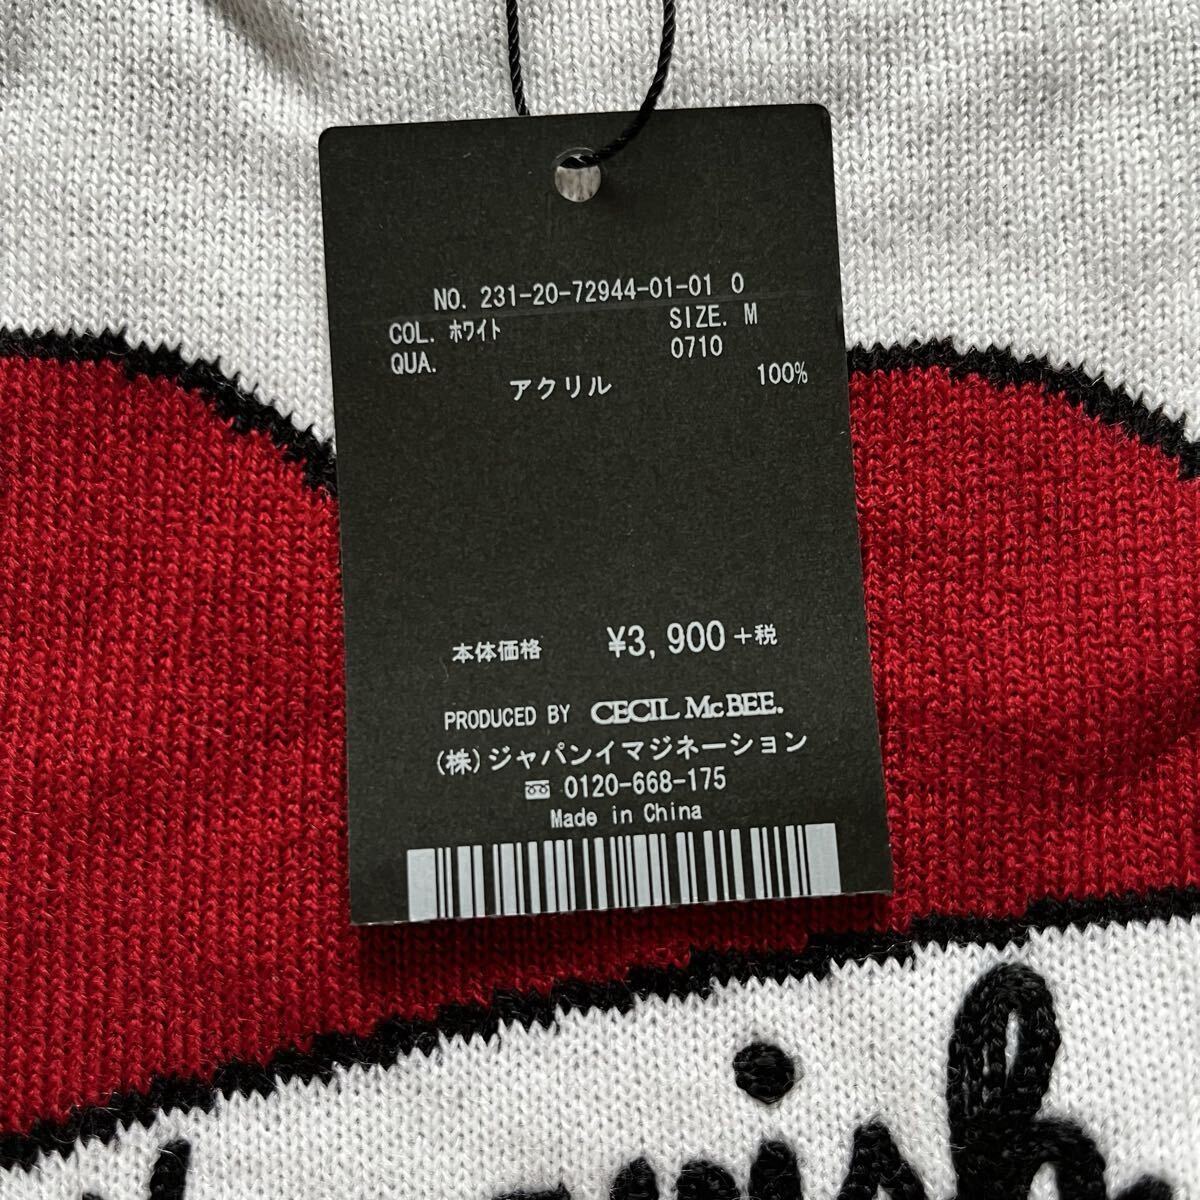 NO. 231-20-72944-01-01 0
COL. ホワイト SIZE. M
QUA. 0710
アクリル 100%
本体価格 ¥3,900+税
PRODUCED BY CECIL McBEE.
(株)ジャパンイマジネーション
0120-668-175
Made in China